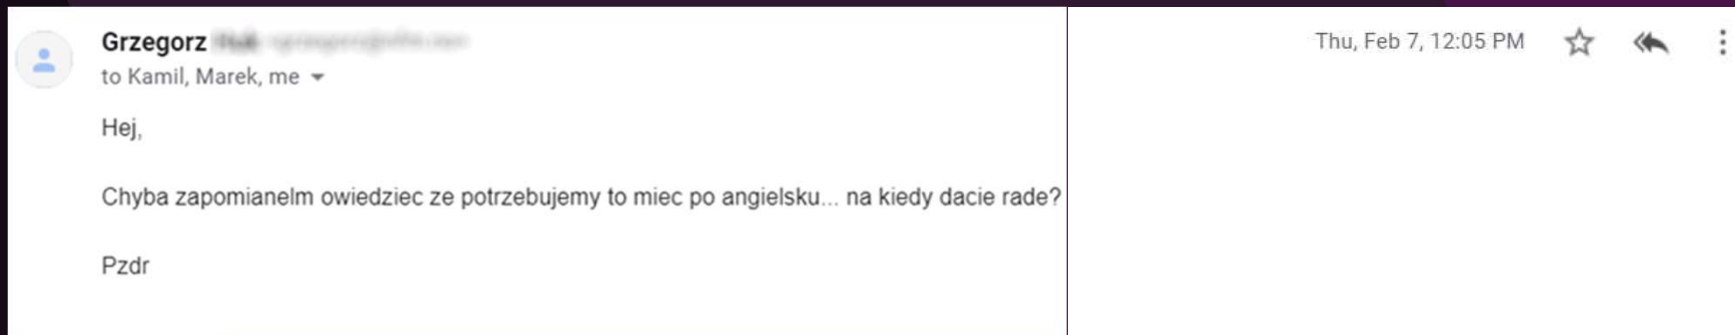 Grzegorz
Thu, Feb 7, 12:05 PM
to Kamil, Marek, me
Hej,
Chyba zapomianelm owiedziec ze potrzebujemy to miec po angielsku... na kiedy dacie rade?
Pzdr